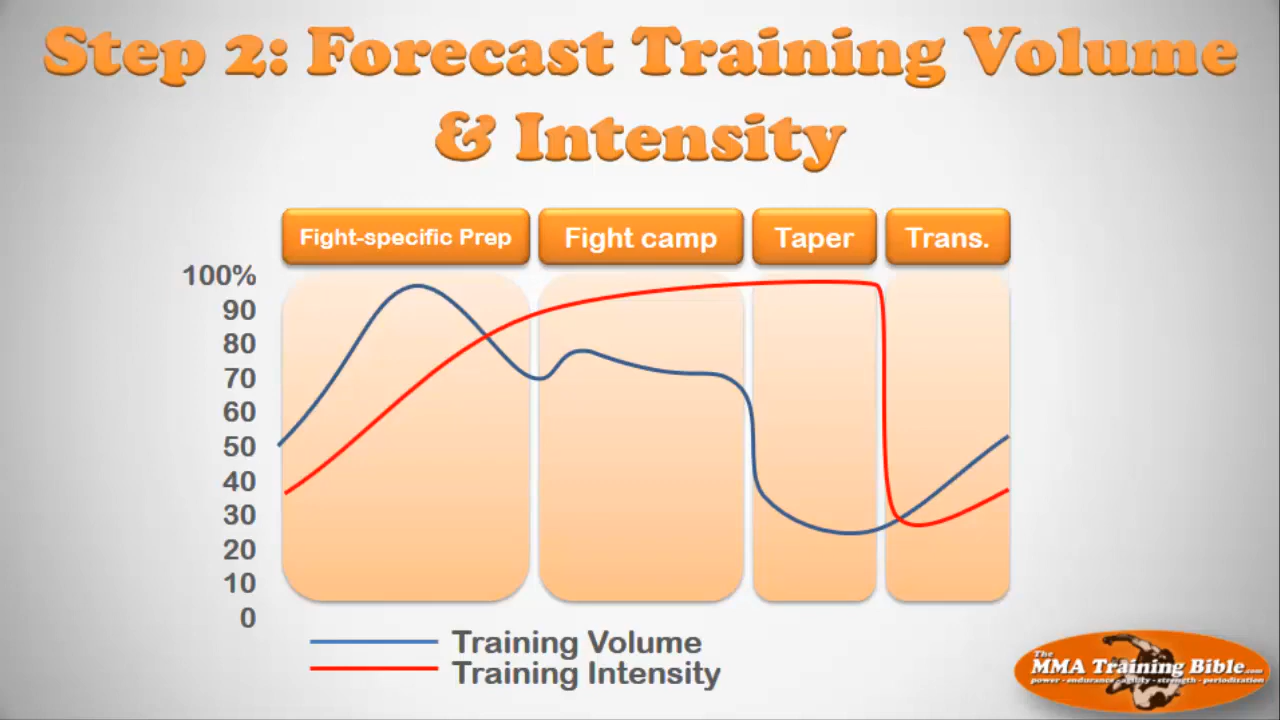 Step 2: Forecast Training Volume
& Intensity
Fight-specific Prep
Fight camp
Taper
Trans.
100%
90
80
70
60
50
40
30
20
10
0
Training Volume
Training Intensity
The
MMA Training Bible.com
power - endurance - agility - strength - periodization